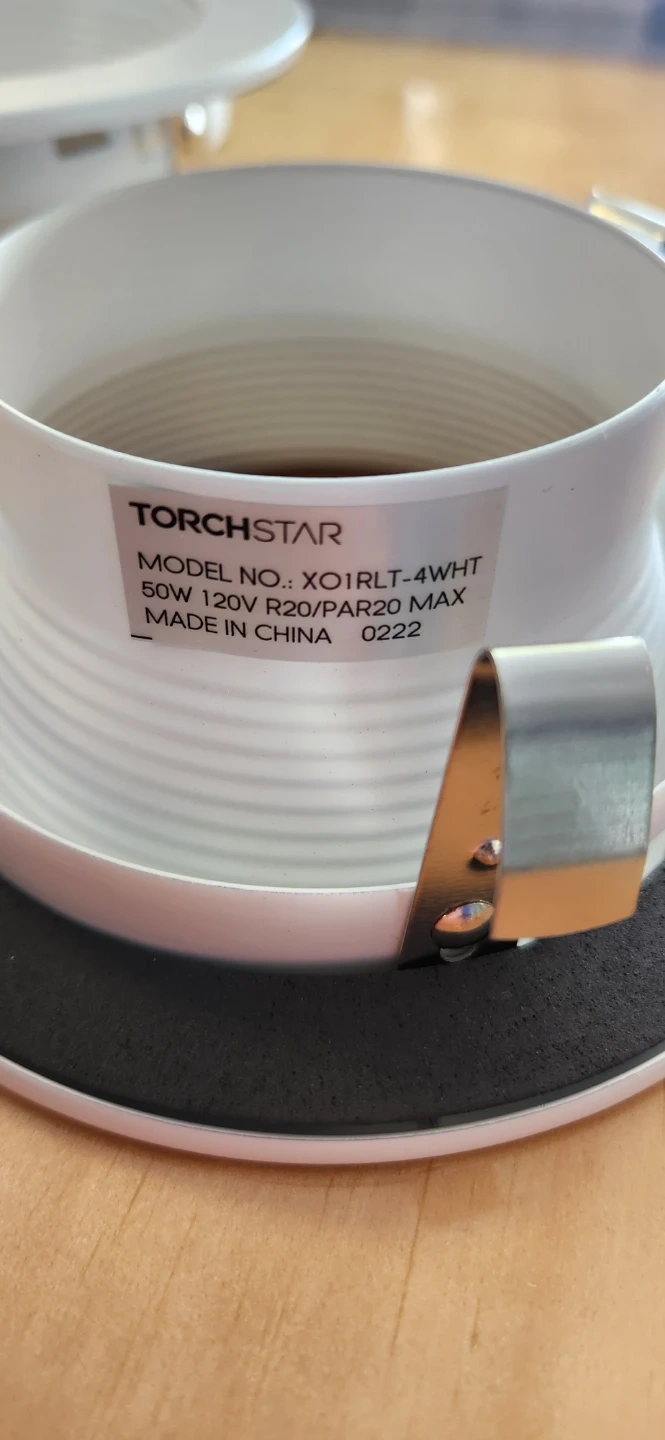 TORCHSTAR
MODEL NO.: XO1RLT-4WHT
50W 120V R20/PAR20 MAX
MADE IN CHINA 0222